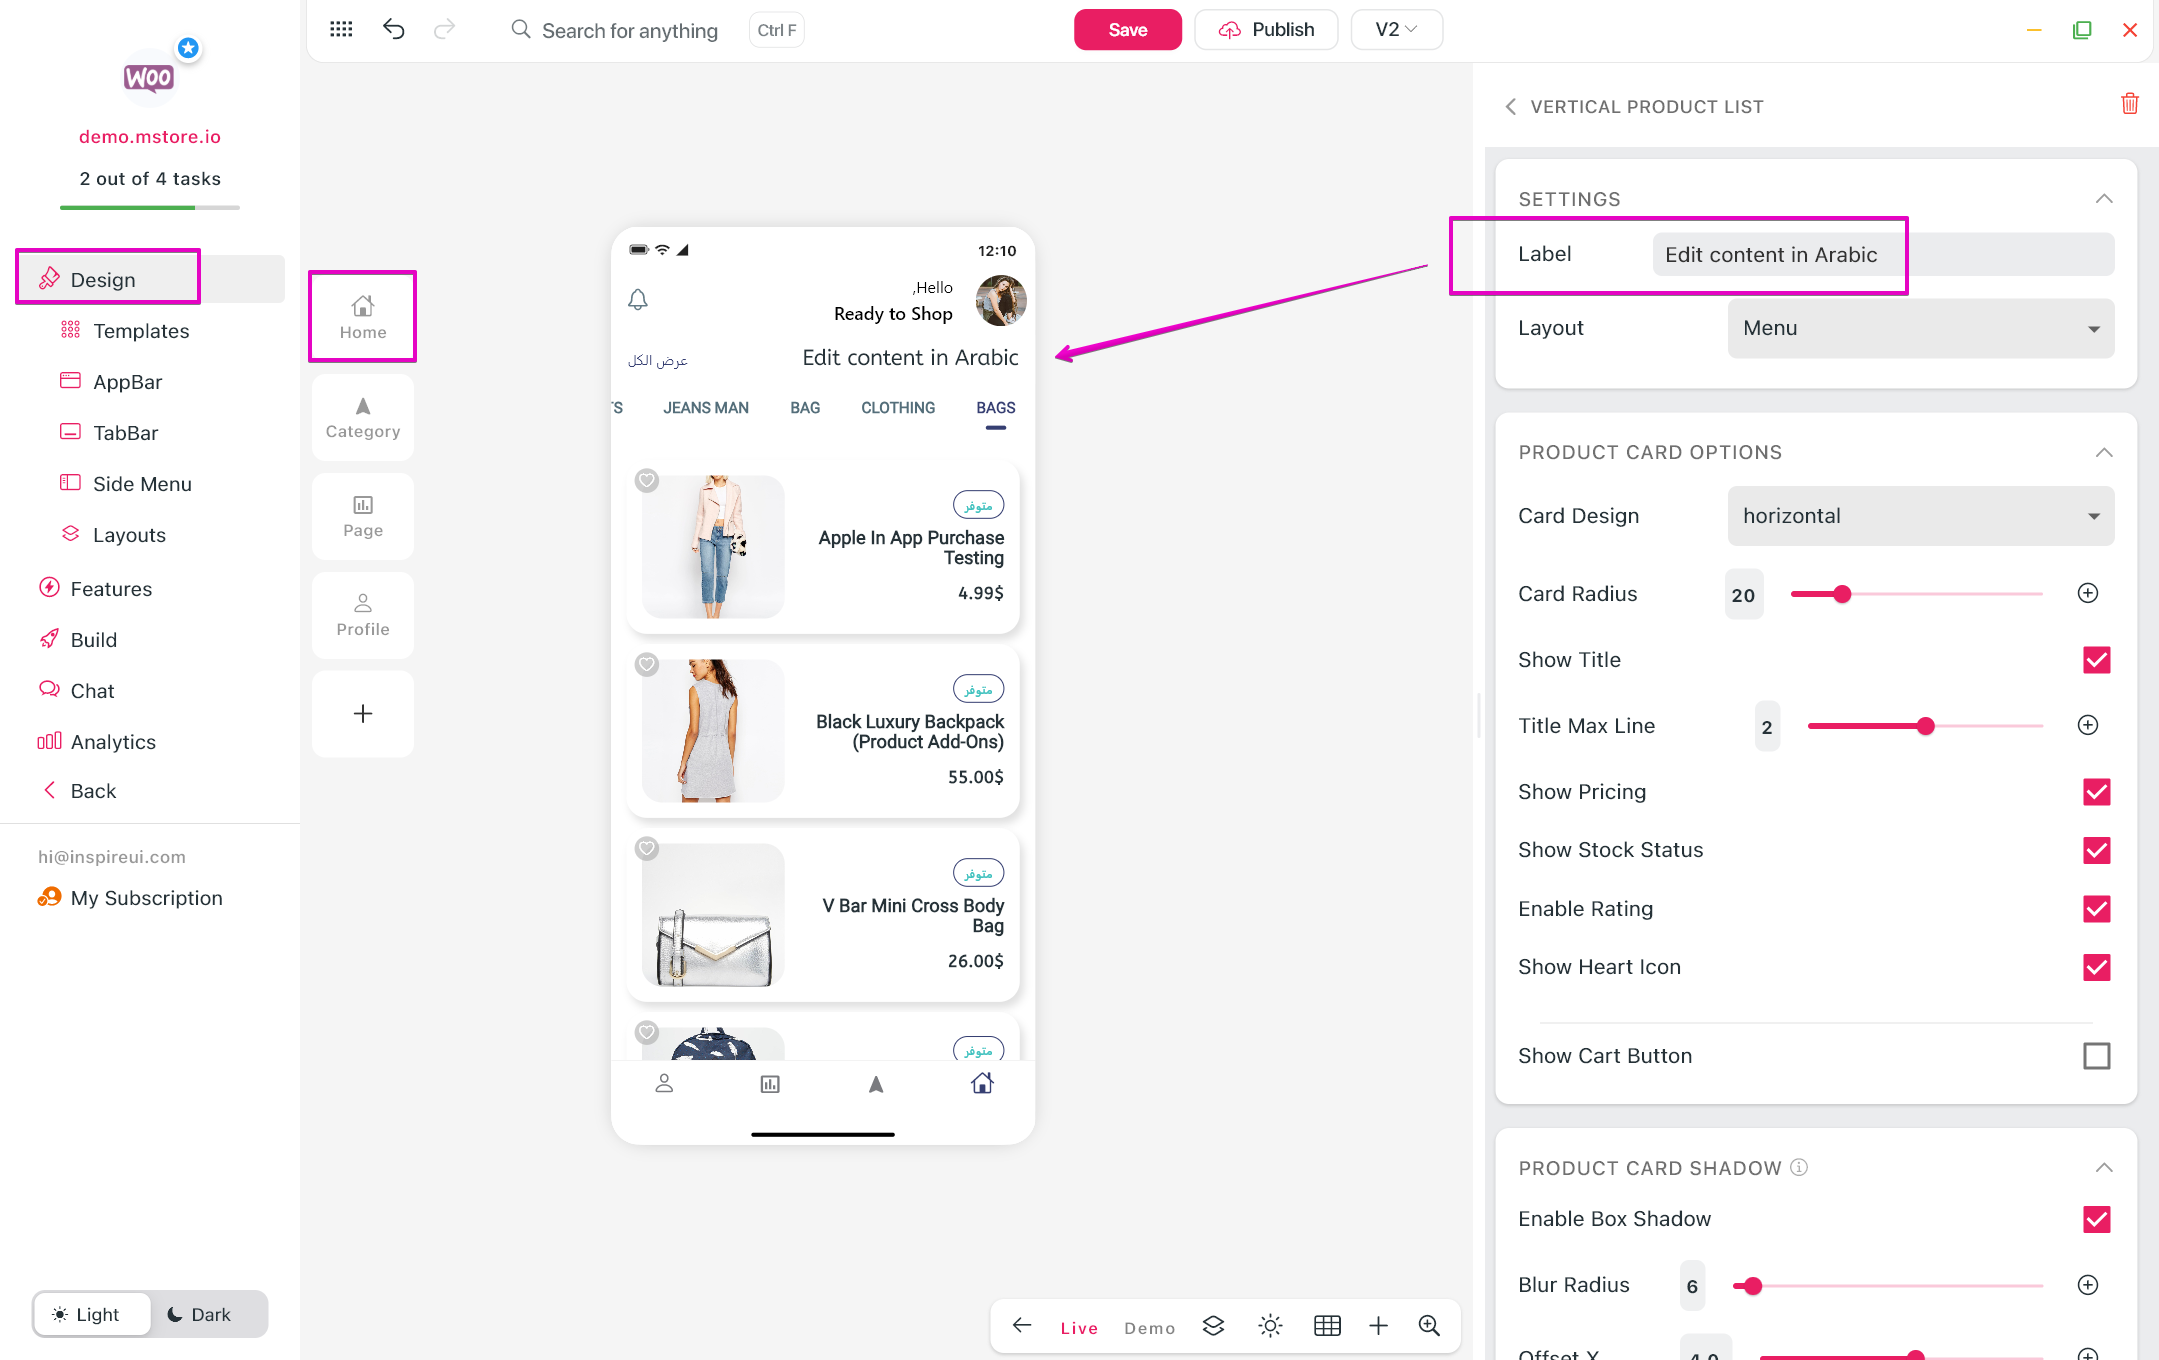 WOO
demo.mstore.io
2 out of 4 tasks
Design
Templates
AppBar
TabBar
Side Menu
Layouts
Features
Build
Chat
Analytics
Back
hi@inspireui.com
My Subscription
Light
Dark
Search for anything
Ctrl F
Save
Publish
V2
Home
Category
Page
Profile
12:10
,Hello
Ready to Shop
عرض الكل
Edit content in Arabic
JEANS MAN
BAG
CLOTHING
BAGS
متوفر
Apple In App Purchase
Testing
4.99$
متوفر
Black Luxury Backpack
(Product Add-Ons)
55.00$
متوفر
V Bar Mini Cross Body
Bag
26.00$
متوفر
Live
Demo
VERTICAL PRODUCT LIST
SETTINGS
Label
Edit content in Arabic
Layout
Menu
PRODUCT CARD OPTIONS
Card Design
horizontal
Card Radius
20
Show Title
Title Max Line
2
Show Pricing
Show Stock Status
Enable Rating
Show Heart Icon
Show Cart Button
PRODUCT CARD SHADOW
Enable Box Shadow
Blur Radius
6
Offset X